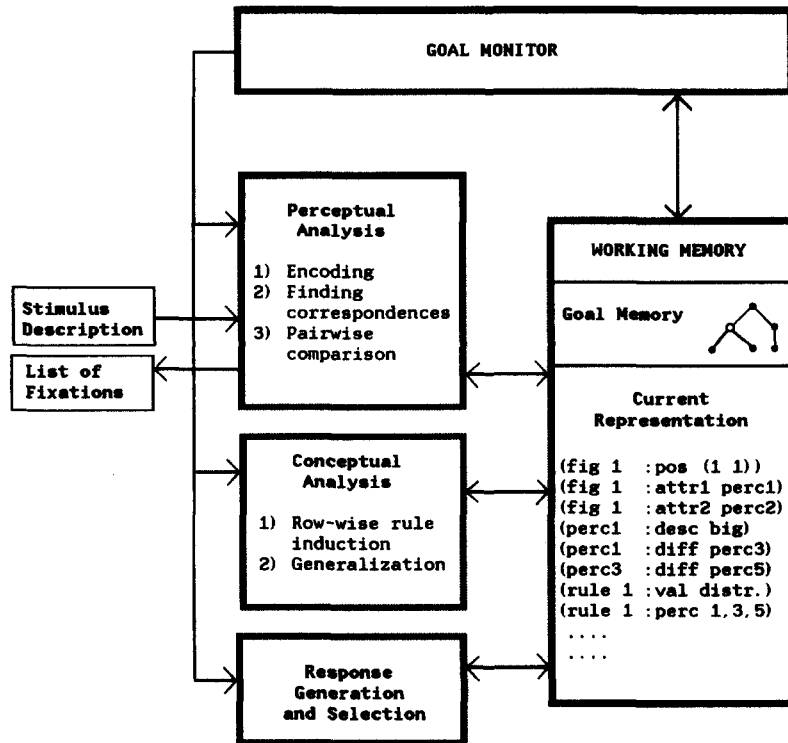 GOAL MONITOR
Perceptual
Analysis
1) Encoding
2) Finding
correspondences
3) Pairwise
comparison
Stimulus
Description
List of
Fixations
Conceptual
Analysis
1) Row-wise rule
induction
2) Generalization
Response
Generation
and Selection
WORKING MEMORY
Goal Memory
Current
Representation
(fig 1 :pos (1 1))
(fig 1 :attr1 perc1)
(fig 1 :attr2 perc2)
(perc1 :desc big)
(perc1 :diff perc3)
(perc3 :diff perc5)
(rule 1 :val distr.)
(rule 1 :perc 1,3,5)
....
....